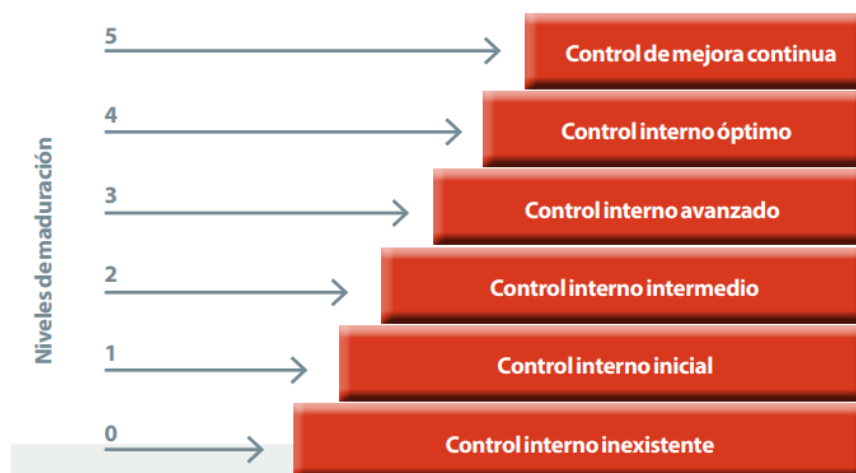 Niveles de maduración
5
Control de mejora continua
4
Control interno óptimo
3
Control interno avanzado
2
Control interno intermedio
1
Control interno inicial
0
Control interno inexistente